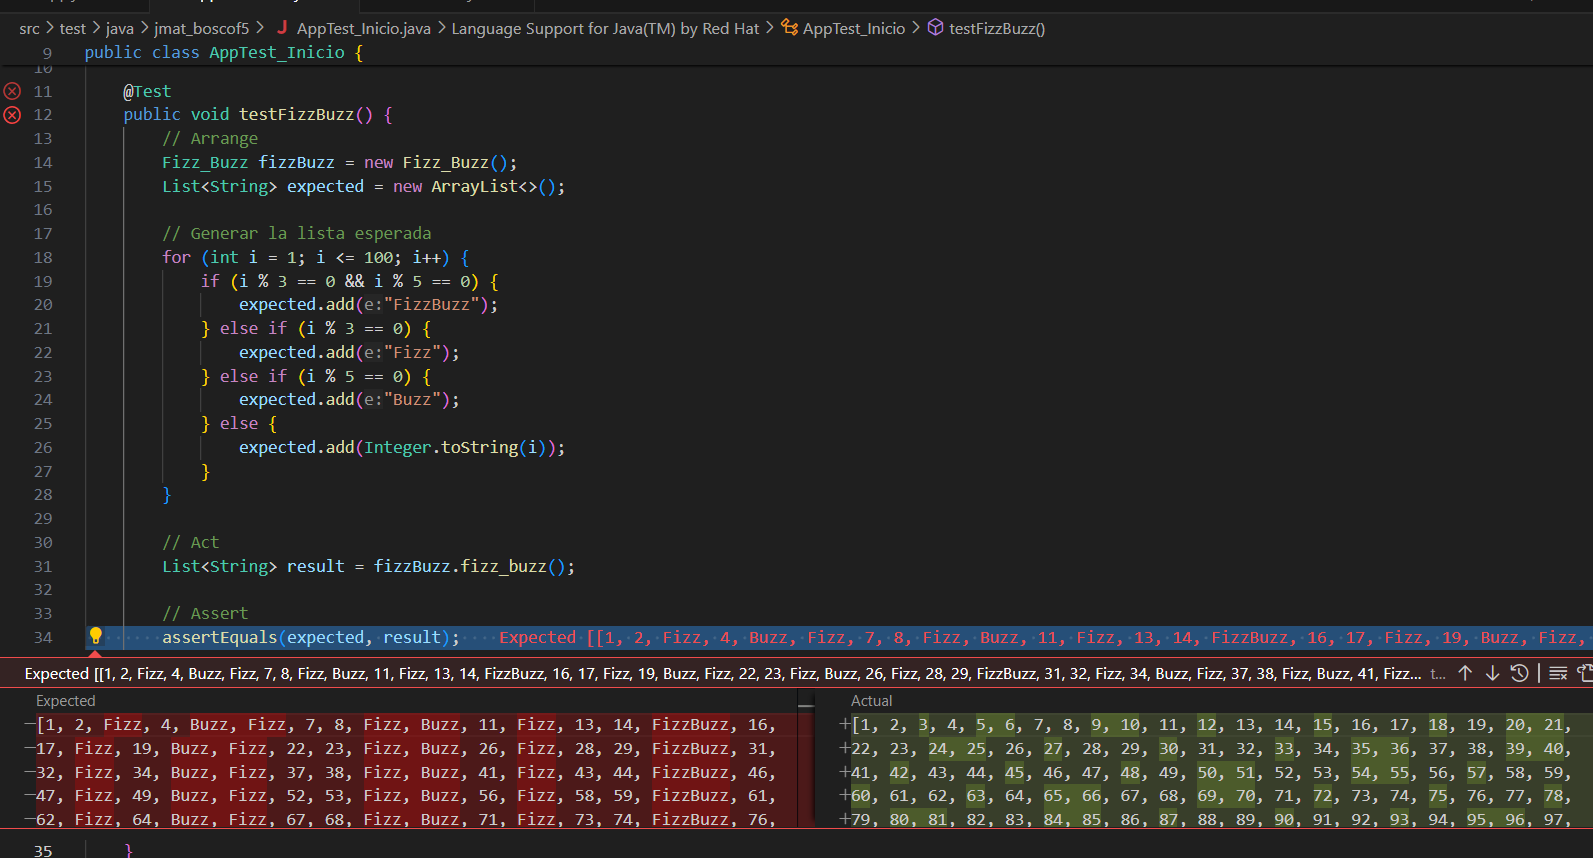 src > test > java > jmat_boscof5 > J AppTest_Inicio.java > Language Support for Java(TM) by Red Hat > AppTest_Inicio > testFizzBuzz()
9 public class AppTest_Inicio {
10
11 @Test
12 public void testFizzBuzz() {
13 // Arrange
14 Fizz_Buzz fizzBuzz = new Fizz_Buzz();
15 List<String> expected = new ArrayList<>();
16
17 // Generar la lista esperada
18 for (int i = 1; i <= 100; i++) {
19 if (i % 3 == 0 && i % 5 == 0) {
20 expected.add(e:"FizzBuzz");
21 } else if (i % 3 == 0) {
22 expected.add(e:"Fizz");
23 } else if (i % 5 == 0) {
24 expected.add(e:"Buzz");
25 } else {
26 expected.add(Integer.toString(i));
27 }
28 }
29
30 // Act
31 List<String> result = fizzBuzz.fizz_buzz();
32
33 // Assert
34 assertEquals(expected, result); Expected [[1, 2, Fizz, 4, Buzz, Fizz, 7, 8, Fizz, Buzz, 11, Fizz, 13, 14, FizzBuzz, 16, 17, Fizz, 19, Buzz, Fizz,
Expected [[1, 2, Fizz, 4, Buzz, Fizz, 7, 8, Fizz, Buzz, 11, Fizz, 13, 14, FizzBuzz, 16, 17, Fizz, 19, Buzz, Fizz, 22, 23, Fizz, Buzz, 26, Fizz, 28, 29, FizzBuzz, 31, 32, Fizz, 34, Buzz, Fizz, 37, 38, Fizz, Buzz, 41, Fizz... t...
Expected
−[1, 2, Fizz, 4, Buzz, Fizz, 7, 8, Fizz, Buzz, 11, Fizz, 13, 14, FizzBuzz, 16,
−17, Fizz, 19, Buzz, Fizz, 22, 23, Fizz, Buzz, 26, Fizz, 28, 29, FizzBuzz, 31,
−32, Fizz, 34, Buzz, Fizz, 37, 38, Fizz, Buzz, 41, Fizz, 43, 44, FizzBuzz, 46,
−47, Fizz, 49, Buzz, Fizz, 52, 53, Fizz, Buzz, 56, Fizz, 58, 59, FizzBuzz, 61,
−62, Fizz, 64, Buzz, Fizz, 67, 68, Fizz, Buzz, 71, Fizz, 73, 74, FizzBuzz, 76,
Actual
+[1, 2, 3, 4, 5, 6, 7, 8, 9, 10, 11, 12, 13, 14, 15, 16, 17, 18, 19, 20, 21,
+22, 23, 24, 25, 26, 27, 28, 29, 30, 31, 32, 33, 34, 35, 36, 37, 38, 39, 40,
+41, 42, 43, 44, 45, 46, 47, 48, 49, 50, 51, 52, 53, 54, 55, 56, 57, 58, 59,
+60, 61, 62, 63, 64, 65, 66, 67, 68, 69, 70, 71, 72, 73, 74, 75, 76, 77, 78,
+79, 80, 81, 82, 83, 84, 85, 86, 87, 88, 89, 90, 91, 92, 93, 94, 95, 96, 97,
35 }